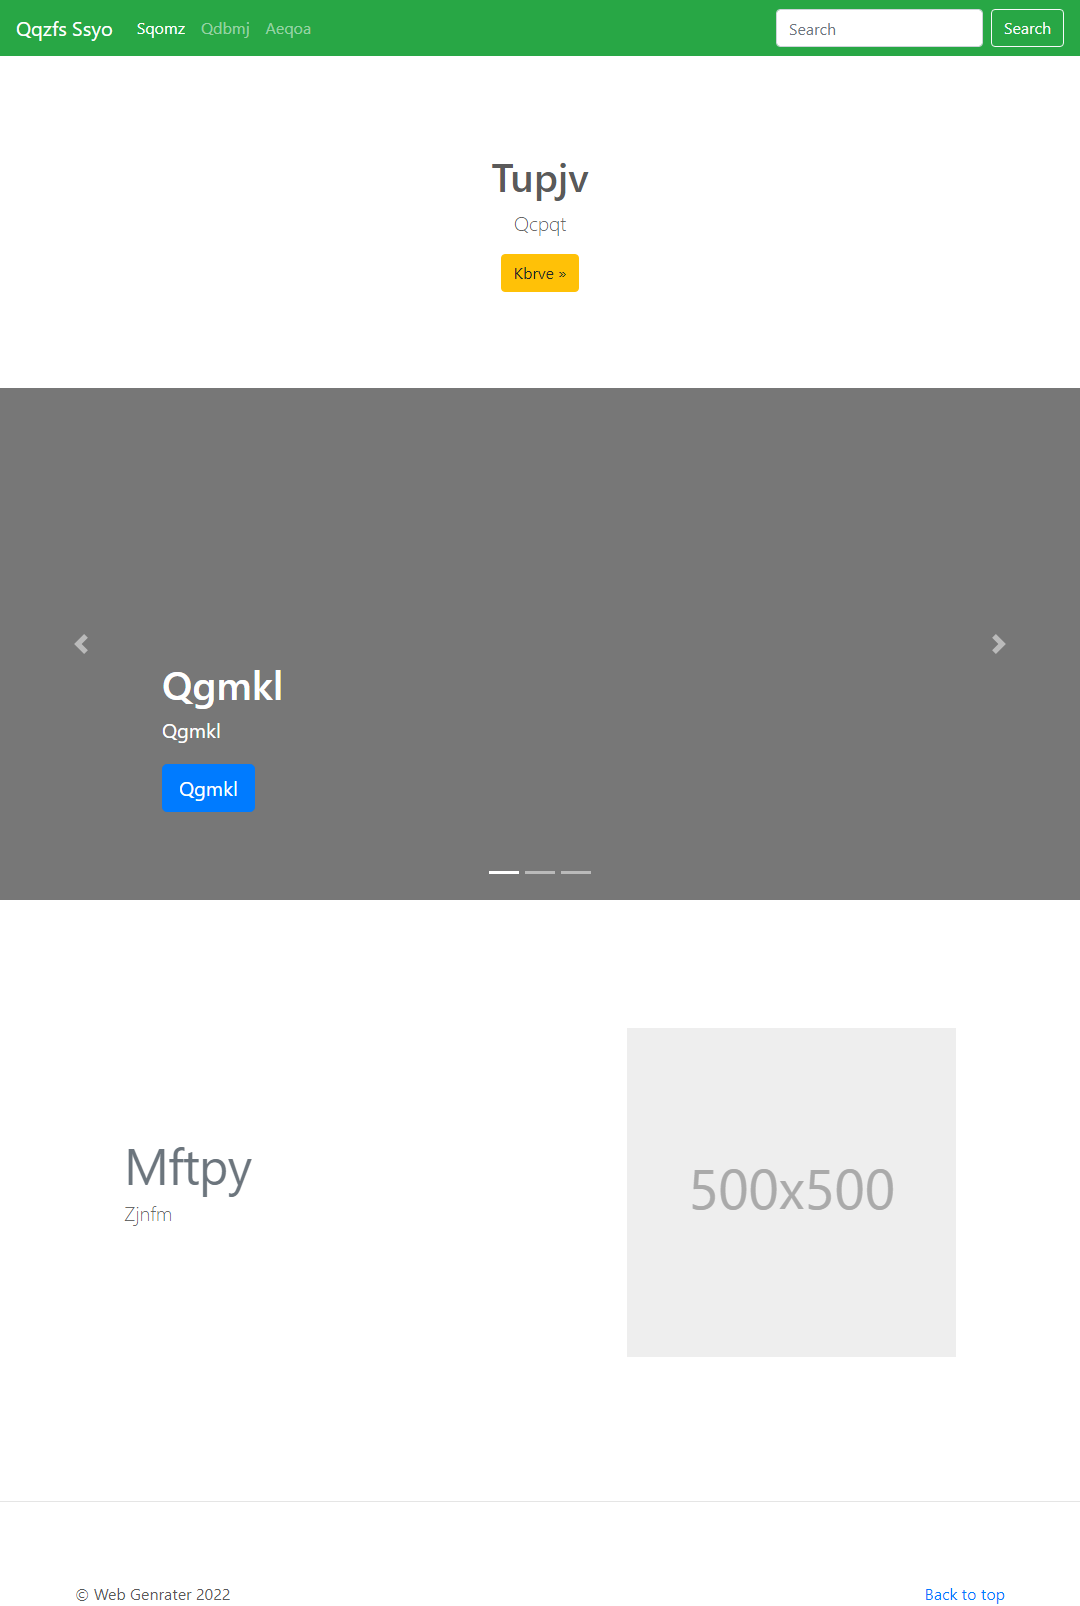 Qqzfs Ssyo Sqomz Qdbmj Aeqoa Search Search
Tupjv
Qcpqt
Kbrve »
Qgmkl
Qgmkl
Qgmkl
Mftpy
Zjnfm
500x500
© Web Genrater 2022 Back to top